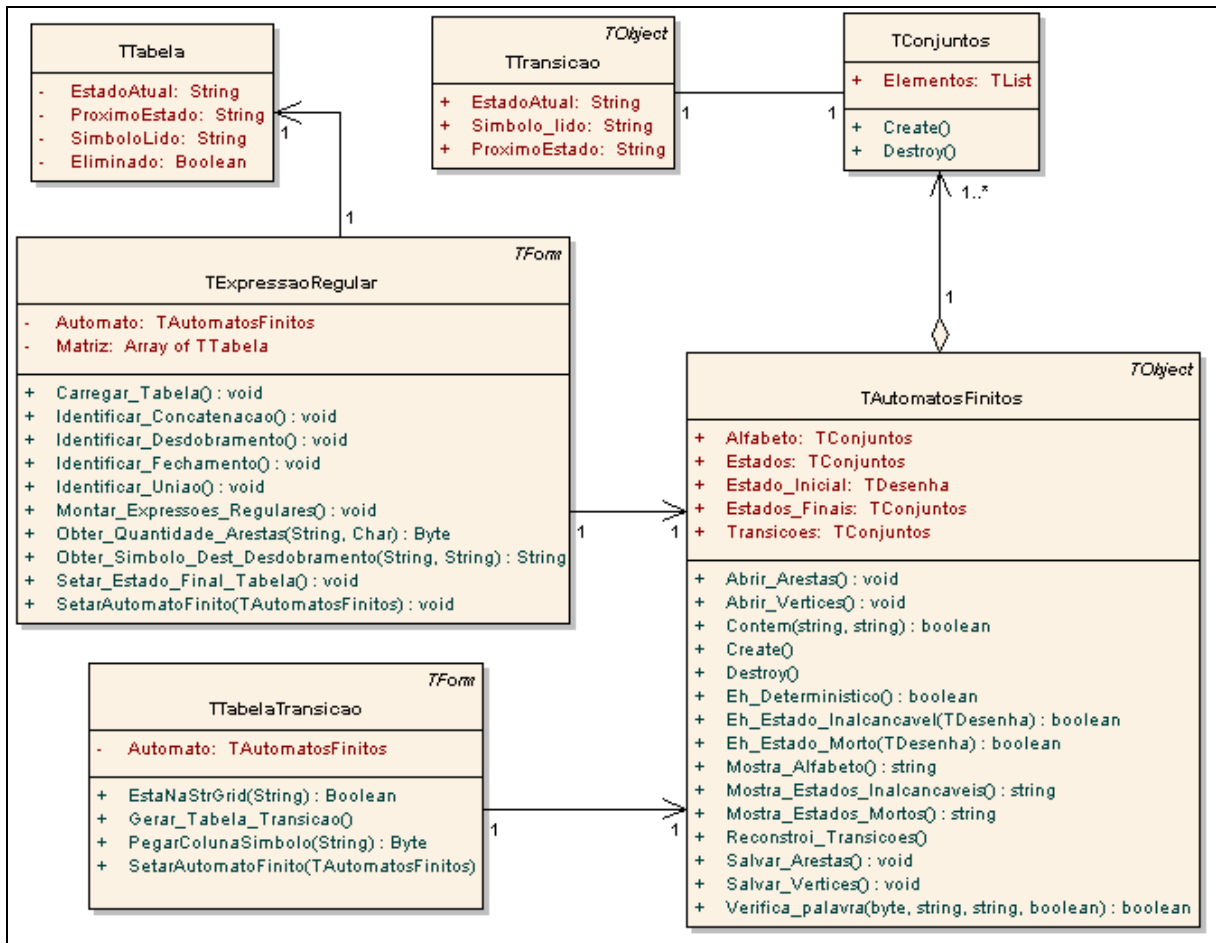 TTabela
- EstadoAtual: String
- ProximoEstado: String
- SimboloLido: String
- Eliminado: Boolean
TObject
TTransicao
+ EstadoAtual: String
+ Simbolo_lido: String
+ ProximoEstado: String
TConjuntos
+ Elementos: TList
+ Create()
+ Destroy()
1
1
1
1
1..*
1
TForm
TExpressaoRegular
- Automato: TAutomatosFinitos
- Matriz: Array of TTabela
+ Carregar_Tabela() : void
+ Identificar_Concatenacao() : void
+ Identificar_Desdobramento() : void
+ Identificar_Fechamento() : void
+ Identificar_Uniao() : void
+ Montar_Expressoes_Regulares() : void
+ Obter_Quantidade_Arestas(String, Char) : Byte
+ Obter_Simbolo_Dest_Desdobramento(String, String) : String
+ Setar_Estado_Final_Tabela() : void
+ SetarAutomatoFinito(TAutomatosFinitos) : void
1
1
TObject
TAutomatosFinitos
+ Alfabeto: TConjuntos
+ Estados: TConjuntos
+ Estado_Inicial: TDesenha
+ Estados_Finais: TConjuntos
+ Transicoes: TConjuntos
+ Abrir_Arestas() : void
+ Abrir_Vertices() : void
+ Contem(string, string) : boolean
+ Create()
+ Destroy()
+ Eh_Deterministico() : boolean
+ Eh_Estado_Inalcancavel(TDesenha) : boolean
+ Eh_Estado_Morto(TDesenha) : boolean
+ Mostra_Alfabeto() : string
+ Mostra_Estados_Inalcancaveis() : string
+ Mostra_Estados_Mortos() : string
+ Reconstroi_Transicoes()
+ Salvar_Arestas() : void
+ Salvar_Vertices() : void
+ Verifica_palavra(byte, string, string, boolean) : boolean
TForm
TTabelaTransicao
- Automato: TAutomatosFinitos
+ EstaNaStrGrid(String) : Boolean
+ Gerar_Tabela_Transicao()
+ PegarColunaSimbolo(String) : Byte
+ SetarAutomatoFinito(TAutomatosFinitos)
1
1